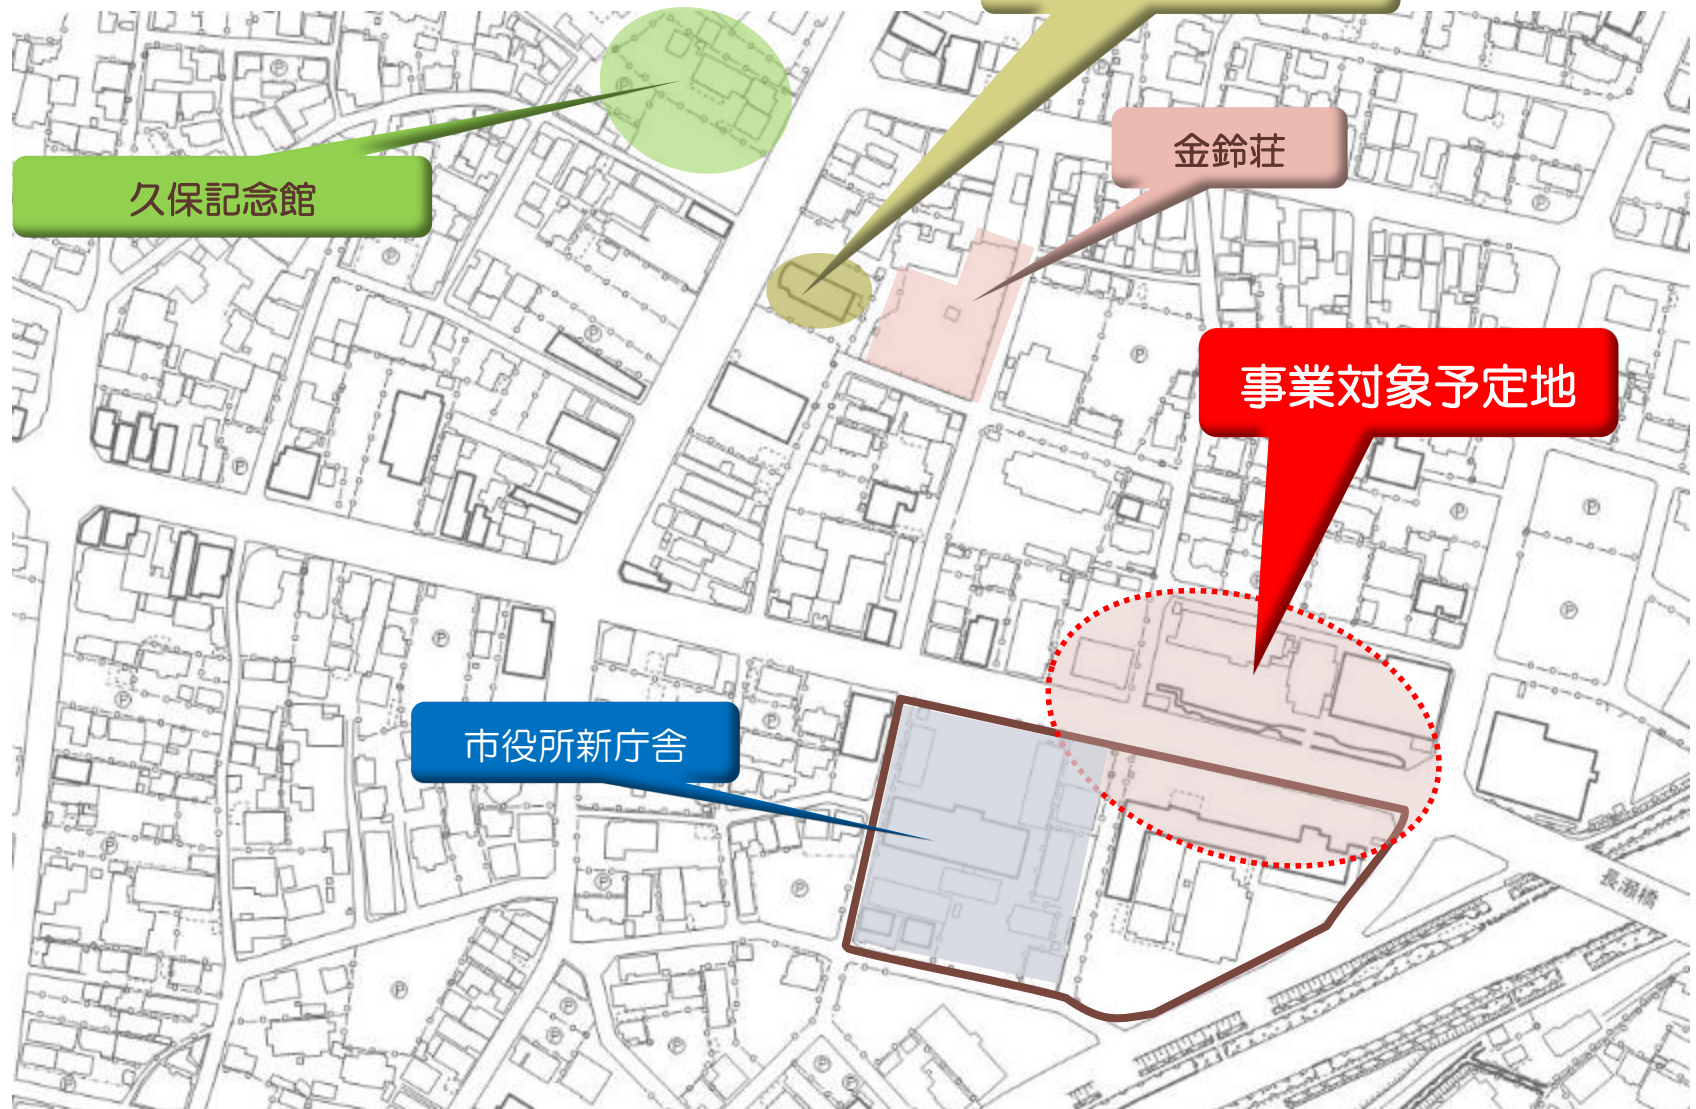 金鈴荘
久保記念館
事業対象予定地
市役所新庁舎
長瀬橋